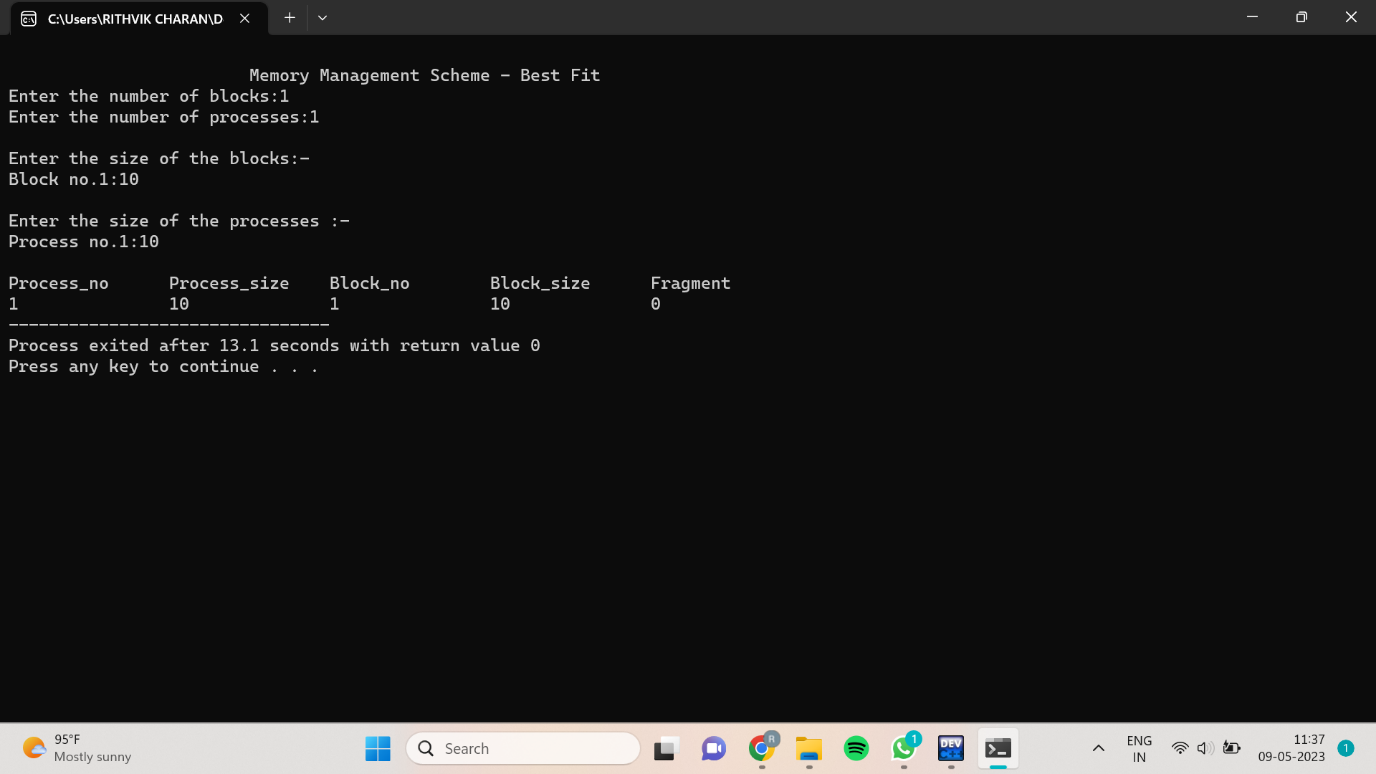 C:\Users\RITHVIK CHARAN\D
Memory Management Scheme - Best Fit
Enter the number of blocks:1
Enter the number of processes:1
Enter the size of the blocks:-
Block no.1:10
Enter the size of the processes :-
Process no.1:10
Process_no Process_size Block_no Block_size Fragment
1 10 1 10 0
--------------------------------
Process exited after 13.1 seconds with return value 0
Press any key to continue . . .
95°F
Mostly sunny
Search
R
1
DEV
ENG
IN
11:37
09-05-2023
1